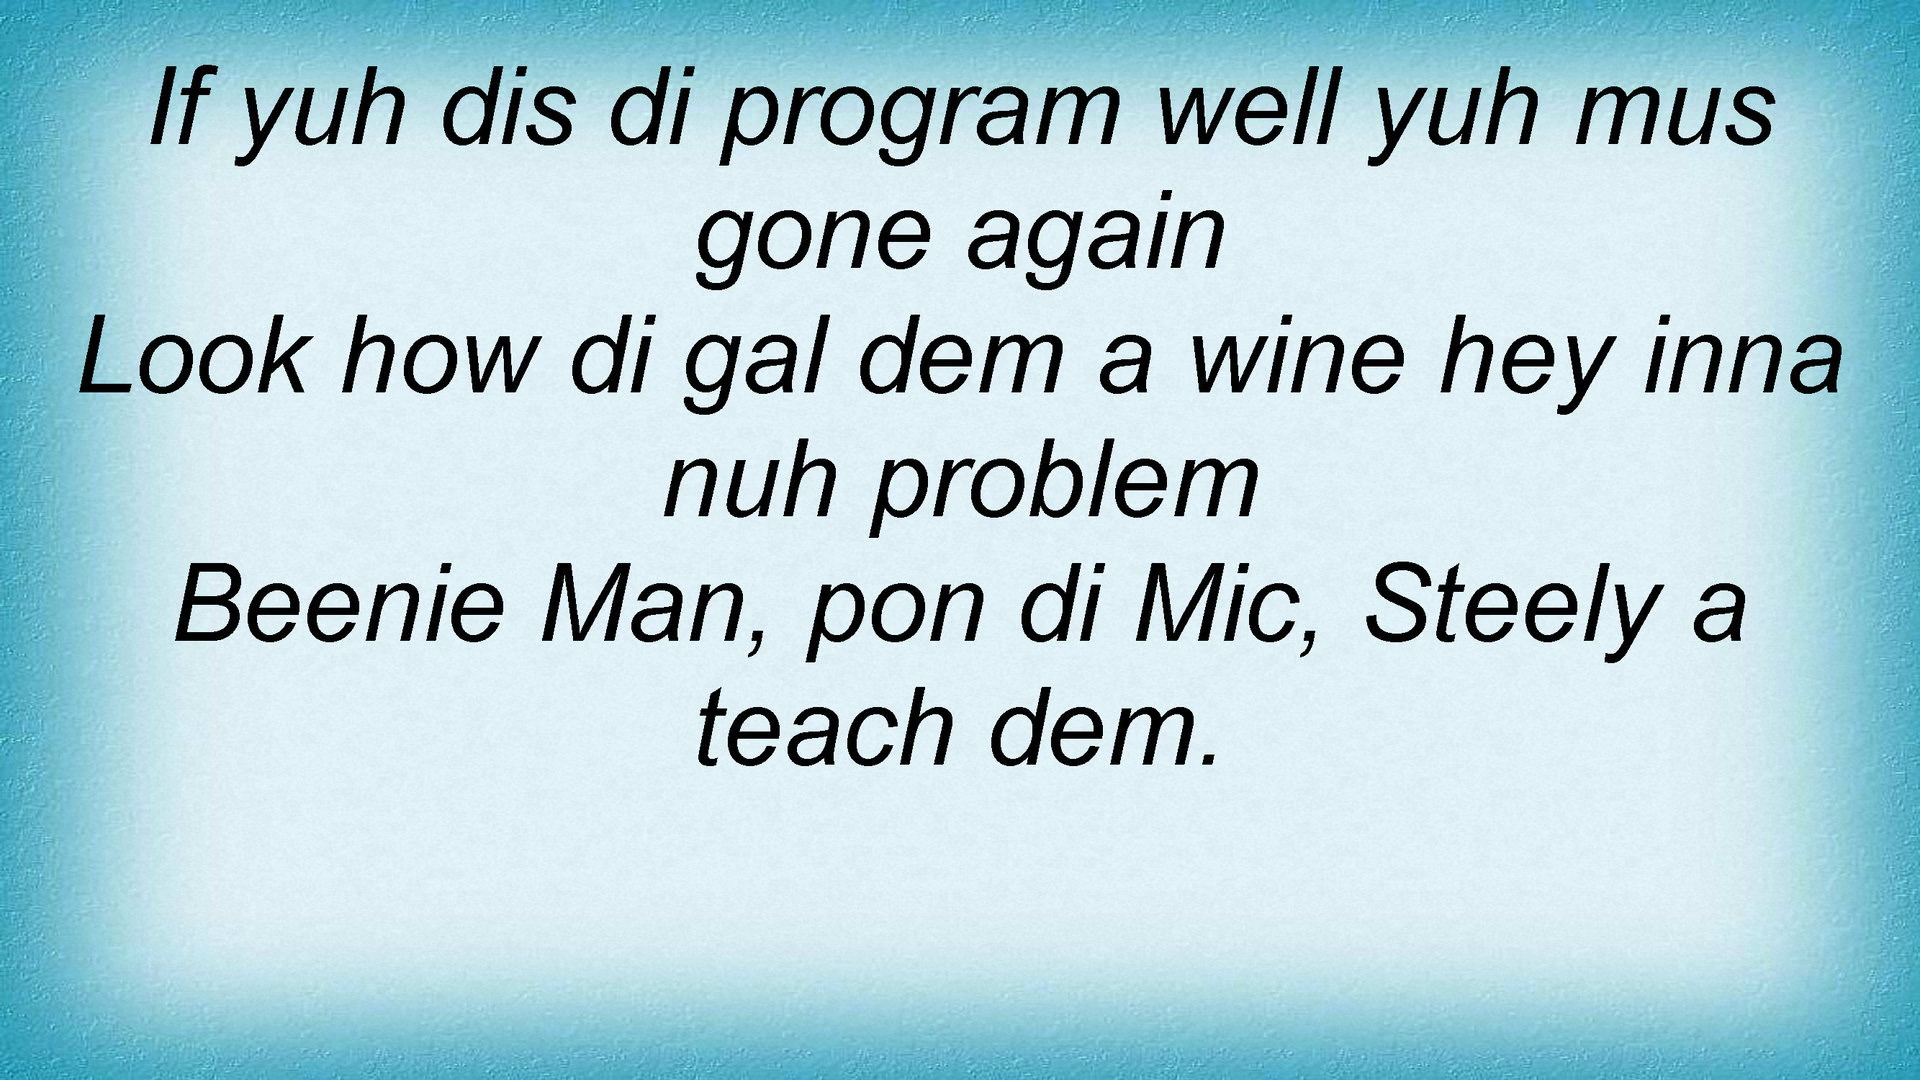 If yuh dis di program well yuh mus
gone again
Look how di gal dem a wine hey inna
nuh problem
Beenie Man, pon di Mic, Steely a
teach dem.